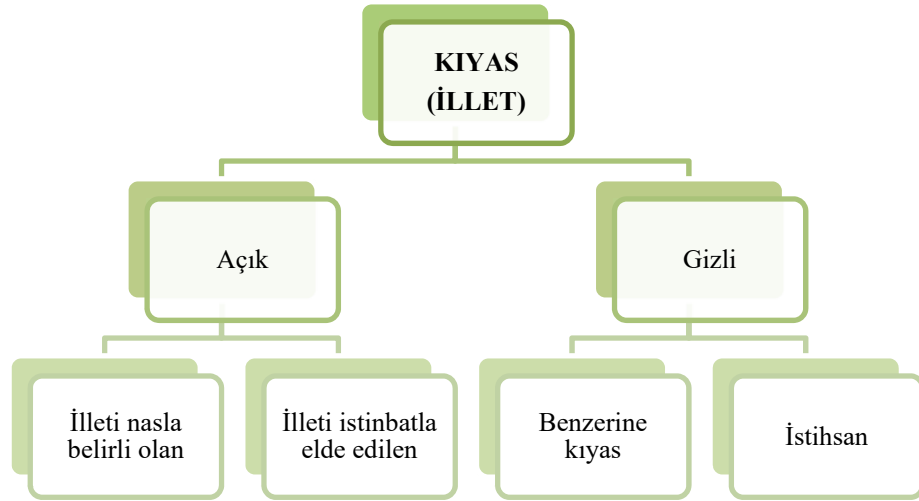 KIYAS
(İLLET)
Açık
Gizli
İlleti nasla
belirli olan
İlleti istinbatla
elde edilen
Benzerine
kıyas
İstihsan